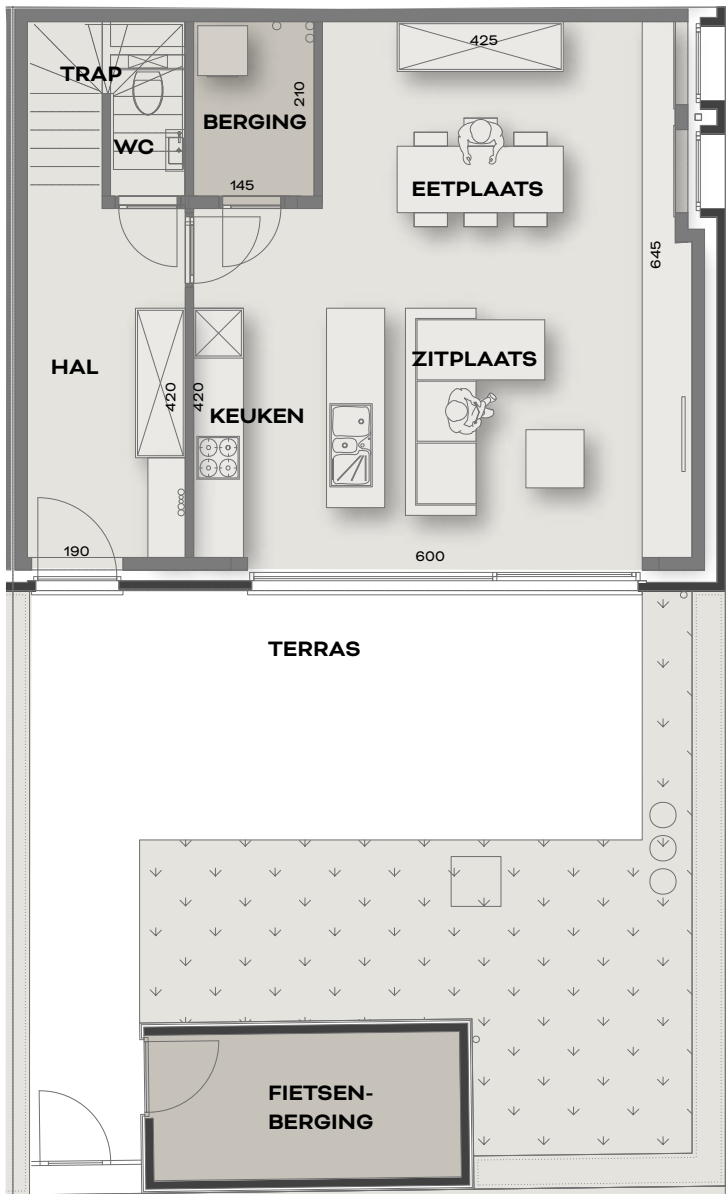 425
TRAP
210
BERGING
WC
145
EETPLAATS
645
HAL
ZITPLAATS
420
420
KEUKEN
190
600
TERRAS
FIETSEN-
BERGING